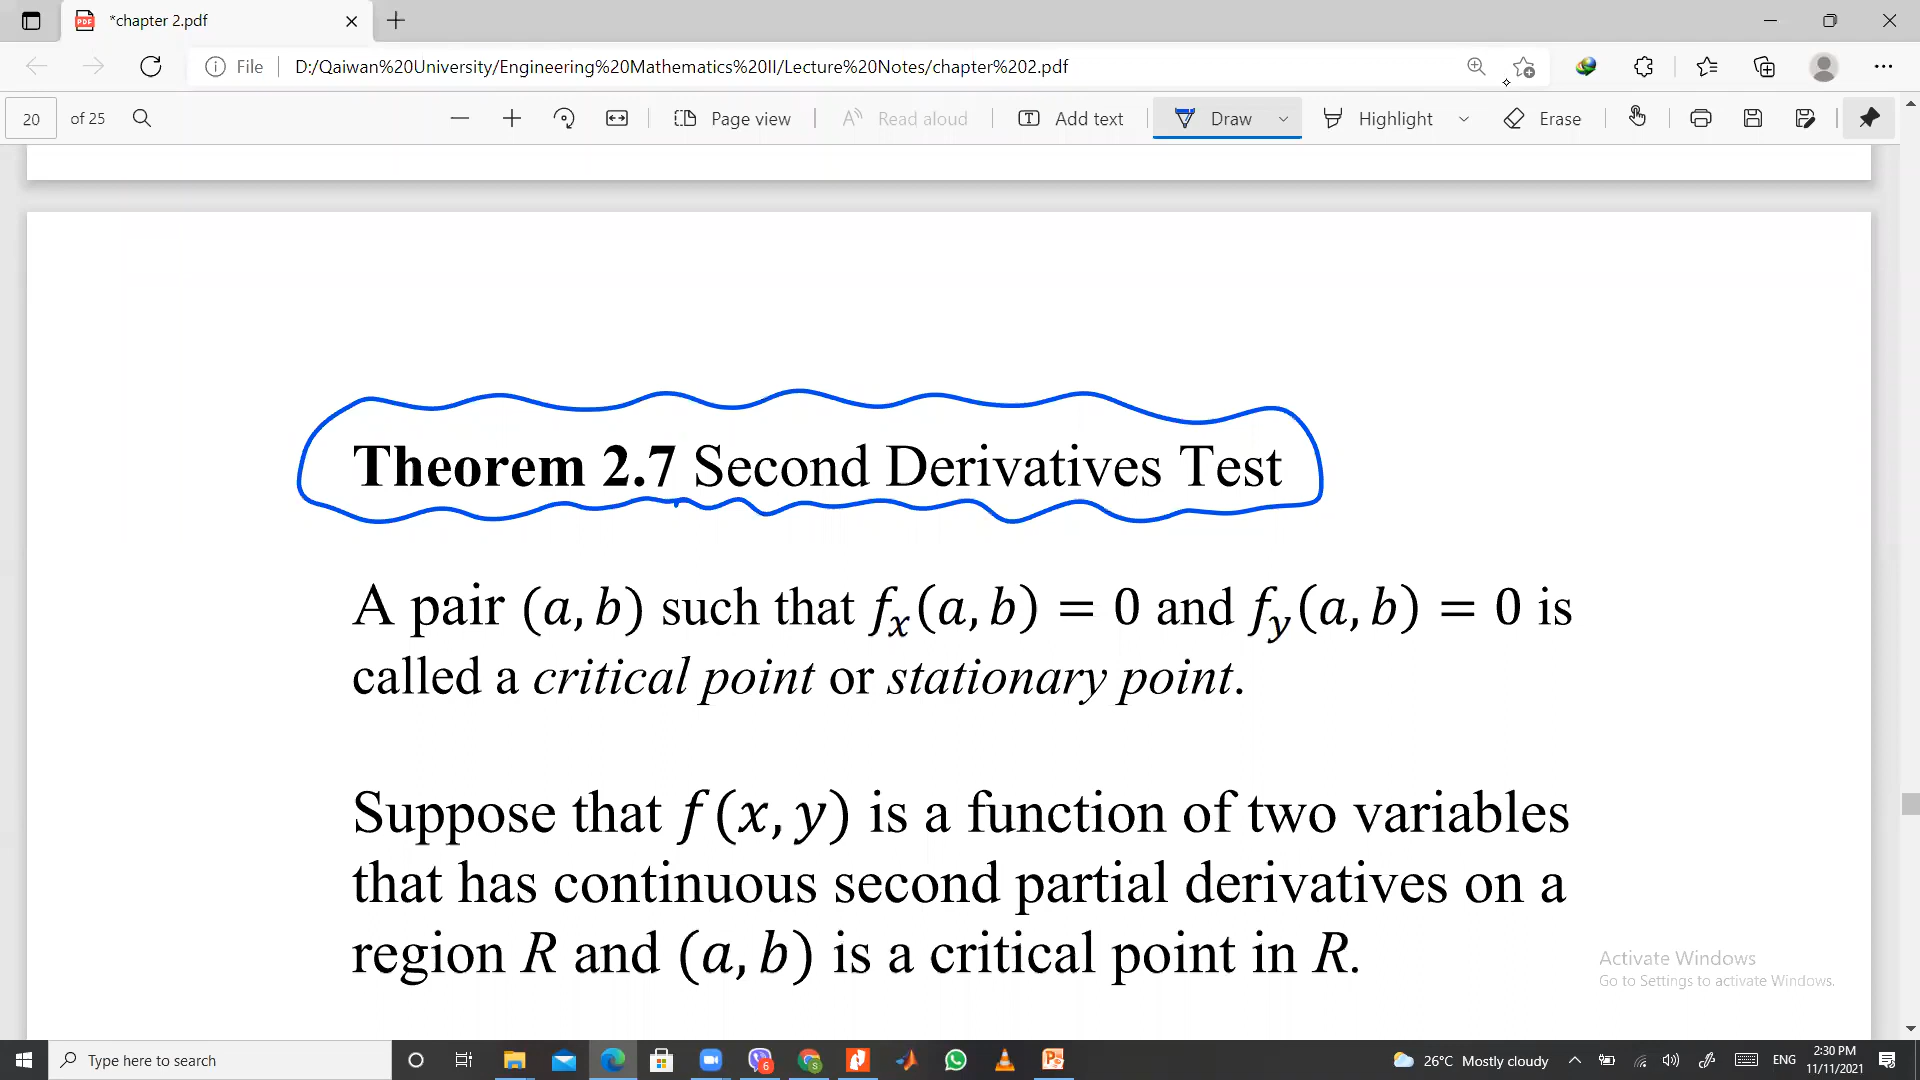 *chapter 2.pdf
File
D:/Qaiwan%20University/Engineering%20Mathematics%20II/Lecture%20Notes/chapter%202.pdf
20 of 25
Page view
Read aloud
Add text
Draw
Highlight
Erase
Theorem 2.7 Second Derivatives Test
A pair (a, b) such that fₓ(a, b) = 0 and f_y(a, b) = 0 is
called a critical point or stationary point.
Suppose that f(x, y) is a function of two variables
that has continuous second partial derivatives on a
region R and (a, b) is a critical point in R.
Activate Windows
Go to Settings to activate Windows.
Type here to search
6
S
26°C Mostly cloudy
ENG
2:30 PM
11/11/2021